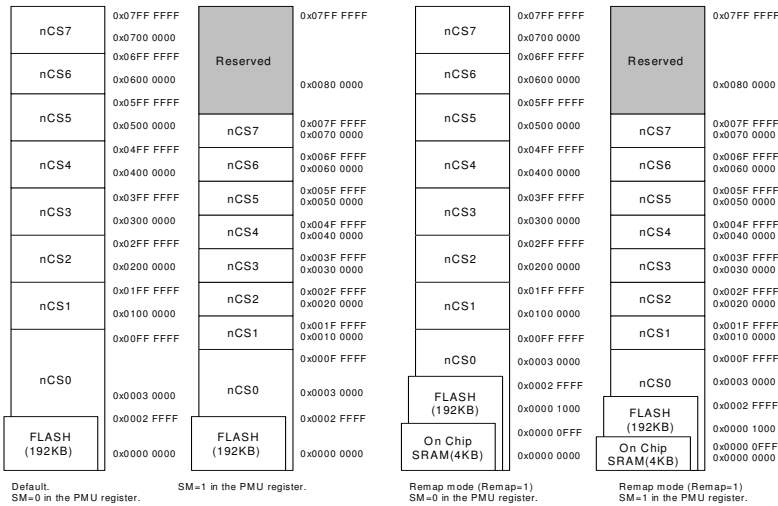 nCS7
0x07FF FFFF
0x0700 0000
nCS6
0x06FF FFFF
0x0600 0000
nCS5
0x05FF FFFF
0x0500 0000
nCS4
0x04FF FFFF
0x0400 0000
nCS3
0x03FF FFFF
0x0300 0000
nCS2
0x02FF FFFF
0x0200 0000
nCS1
0x01FF FFFF
0x0100 0000
nCS0
0x00FF FFFF
0x0003 0000
FLASH
(192KB)
0x0002 FFFF
0x0000 0000
Default.
SM=0 in the PMU register.
Reserved
0x07FF FFFF
0x0080 0000
nCS7
0x007F FFFF
0x0070 0000
nCS6
0x006F FFFF
0x0060 0000
nCS5
0x005F FFFF
0x0050 0000
nCS4
0x004F FFFF
0x0040 0000
nCS3
0x003F FFFF
0x0030 0000
nCS2
0x002F FFFF
0x0020 0000
nCS1
0x001F FFFF
0x0010 0000
nCS0
0x000F FFFF
0x0003 0000
FLASH
(192KB)
0x0002 FFFF
0x0000 0000
SM=1 in the PMU register.
nCS7
0x07FF FFFF
0x0700 0000
nCS6
0x06FF FFFF
0x0600 0000
nCS5
0x05FF FFFF
0x0500 0000
nCS4
0x04FF FFFF
0x0400 0000
nCS3
0x03FF FFFF
0x0300 0000
nCS2
0x02FF FFFF
0x0200 0000
nCS1
0x01FF FFFF
0x0100 0000
nCS0
0x00FF FFFF
0x0003 0000
FLASH
(192KB)
0x0002 FFFF
0x0000 1000
On Chip
SRAM(4KB)
0x0000 0FFF
0x0000 0000
Remap mode (Remap=1)
SM=0 in the PMU register.
Reserved
0x07FF FFFF
0x0080 0000
nCS7
0x007F FFFF
0x0070 0000
nCS6
0x006F FFFF
0x0060 0000
nCS5
0x005F FFFF
0x0050 0000
nCS4
0x004F FFFF
0x0040 0000
nCS3
0x003F FFFF
0x0030 0000
nCS2
0x002F FFFF
0x0020 0000
nCS1
0x001F FFFF
0x0010 0000
nCS0
0x000F FFFF
0x0003 0000
FLASH
(192KB)
0x0002 FFFF
0x0000 1000
On Chip
SRAM(4KB)
0x0000 0FFF
0x0000 0000
Remap mode (Remap=1)
SM=1 in the PMU register.